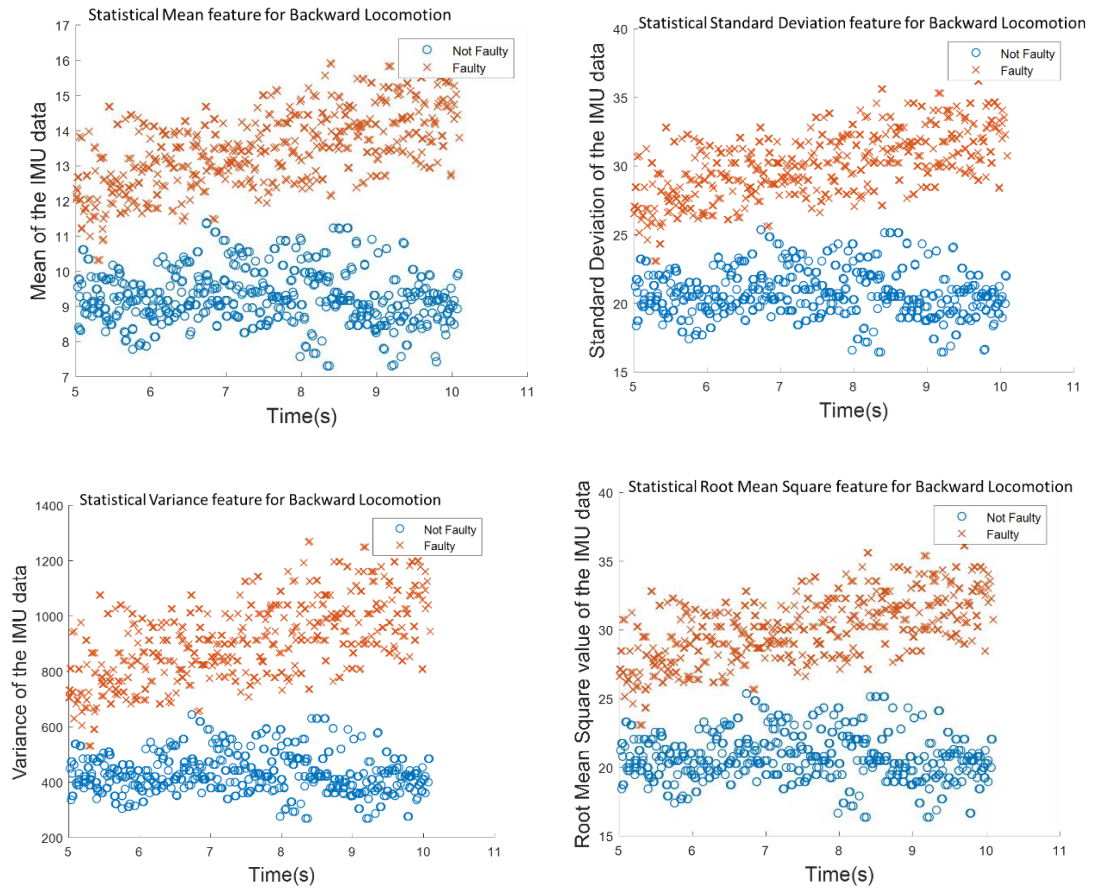 Statistical Mean feature for Backward Locomotion
17
16
15
14
13
12
11
10
9
8
7
Mean of the IMU data
Not Faulty
Faulty
5
6
7
8
9
10
11
Time(s)
Statistical Standard Deviation feature for Backward Locomotion
40
35
30
25
20
15
Standard Deviation of the IMU data
Not Faulty
Faulty
5
6
7
8
9
10
11
Time(s)
Statistical Variance feature for Backward Locomotion
1400
1200
1000
800
600
400
200
Variance of the IMU data
Not Faulty
Faulty
5
6
7
8
9
10
11
Time(s)
Statistical Root Mean Square feature for Backward Locomotion
40
35
30
25
20
15
Root Mean Square value of the IMU data
Not Faulty
Faulty
5
6
7
8
9
10
11
Time(s)